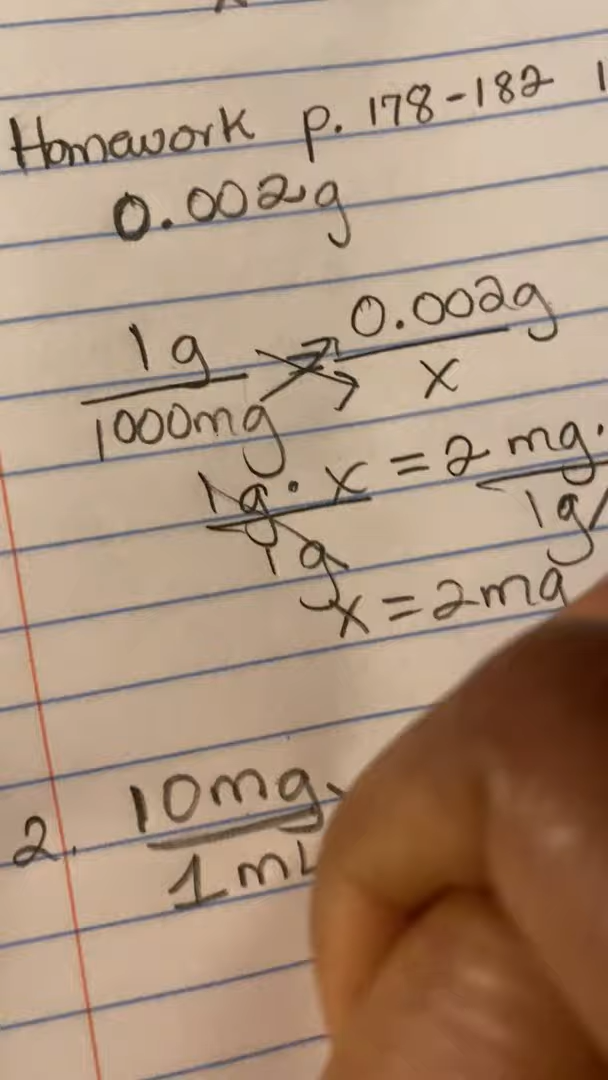 Homework p. 178-182
0.002g
1g 0.002g
1000mg x
1g · x = 2 mg ·
1g 1g
x = 2mg
2. 10mg
1mL